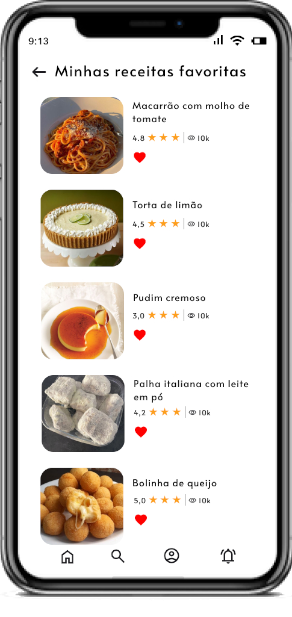 9:13
Minhas receitas favoritas
Macarrão com molho de
tomate
4.8 10k
Torta de limão
4,5 10k
Pudim cremoso
3,0 10k
Palha italiana com leite
em pó
4,2 10k
Bolinha de queijo
5,0 10k